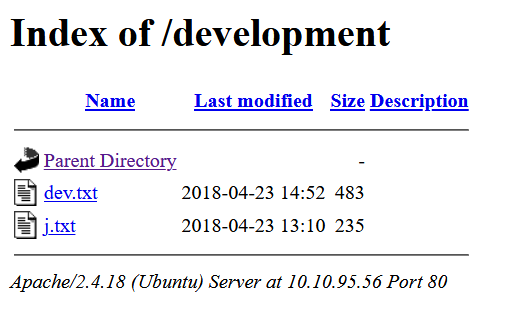 Index of /development
Name Last modified Size Description
Parent Directory -
dev.txt 2018-04-23 14:52 483
j.txt 2018-04-23 13:10 235
Apache/2.4.18 (Ubuntu) Server at 10.10.95.56 Port 80